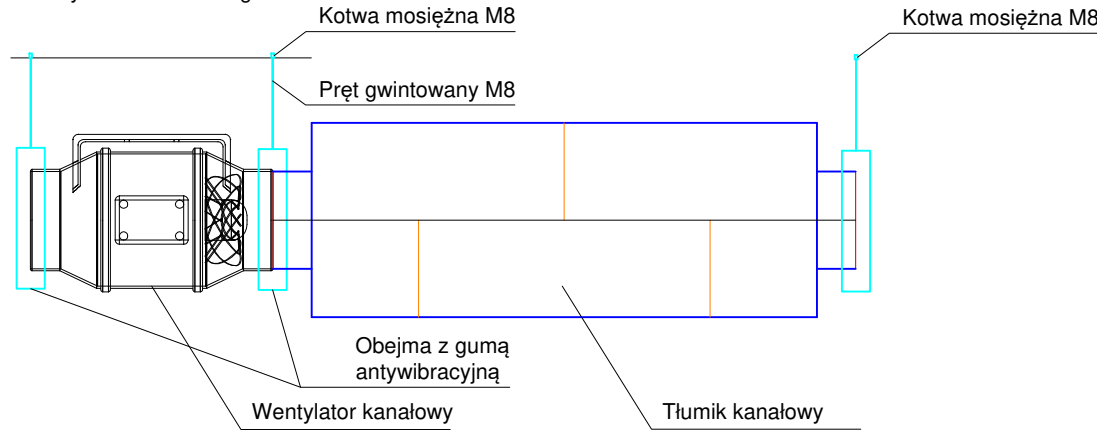 Kotwa mosiężna M8
Kotwa mosiężna M8
Pręt gwintowany M8
Obejma z gumą
antywibracyjną
Wentylator kanałowy
Tłumik kanałowy